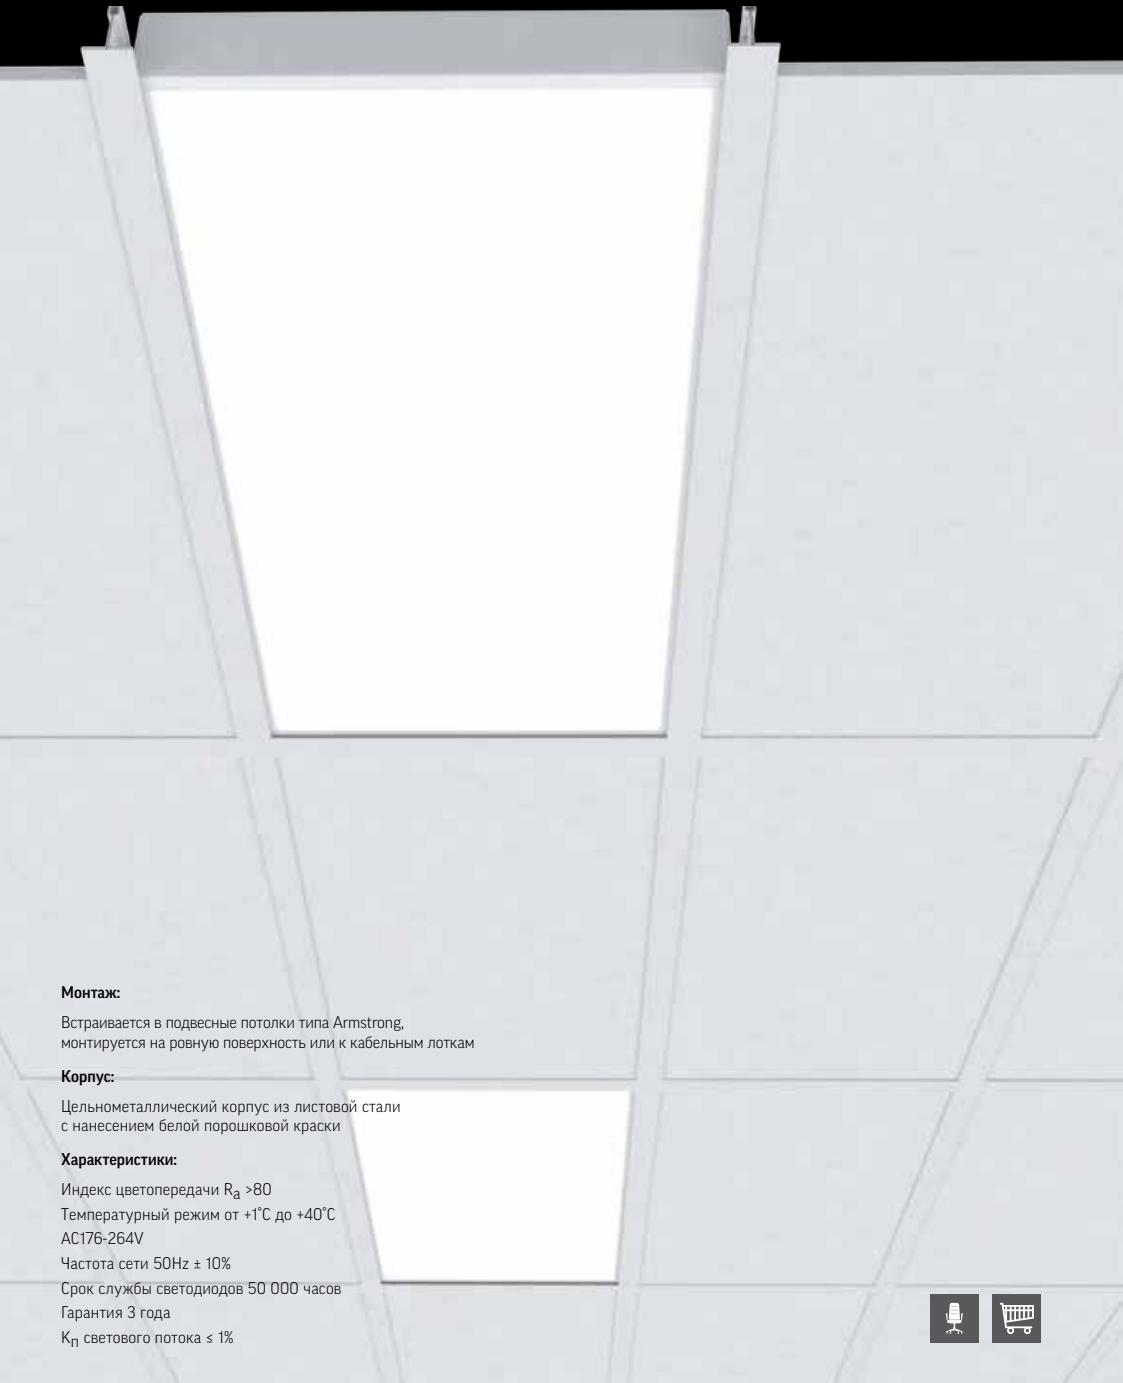 Монтаж:
Встраивается в подвесные потолки типа Armstrong,
монтируется на ровную поверхность или к кабельным лоткам
Корпус:
Цельнометаллический корпус из листовой стали
с нанесением белой порошковой краски
Характеристики:
Индекс цветопередачи Ra >80
Температурный режим от +1˚C до +40˚C
AC176-264V
Частота сети 50Hz ± 10%
Срок службы светодиодов 50 000 часов
Гарантия 3 года
Кп светового потока ≤ 1%